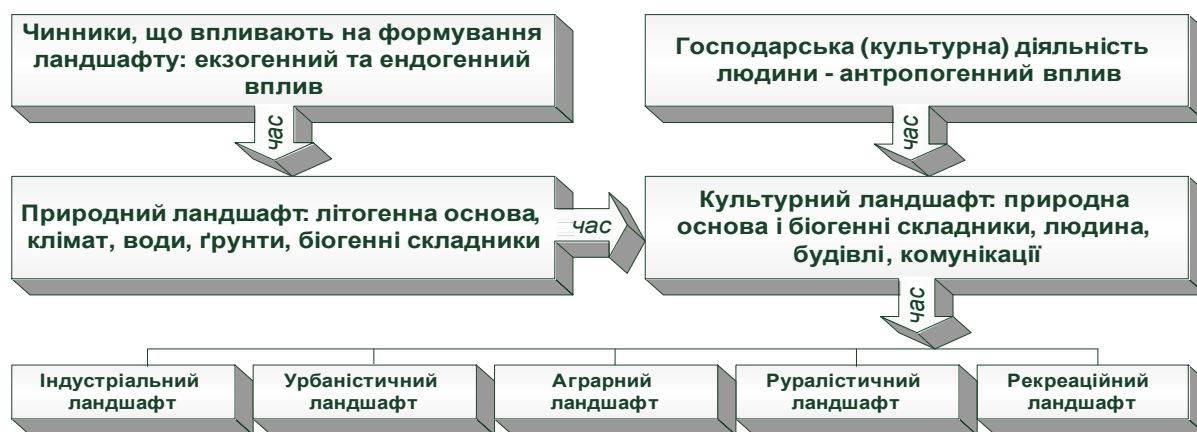 Чинники, що впливають на формування
ландшафту: екзогенний та ендогенний
вплив
Господарська (культурна) діяльність
людини - антропогенний вплив
час
час
Природний ландшафт: літогенна основа,
клімат, води, ґрунти, біогенні складники
час
Культурний ландшафт: природна
основа і біогенні складники, людина,
будівлі, комунікації
час
Індустріальний
ландшафт
Урбаністичний
ландшафт
Аграрний
ландшафт
Руралістичний
ландшафт
Рекреаційний
ландшафт